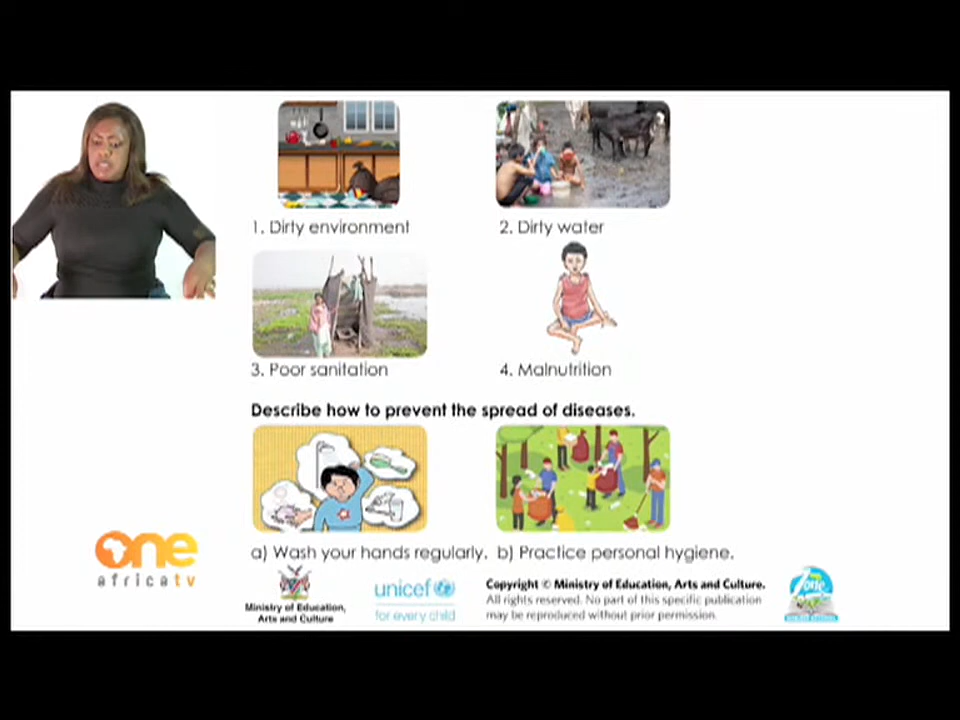 1. Dirty environment
2. Dirty water
3. Poor sanitation
4. Malnutrition
Describe how to prevent the spread of diseases.
a) Wash your hands regularly.
b) Practice personal hygiene.
one
africa tv
Ministry of Education,
Arts and Culture
unicef
for every child
Copyright © Ministry of Education, Arts and Culture.
All rights reserved. No part of this specific publication
may be reproduced without prior permission.